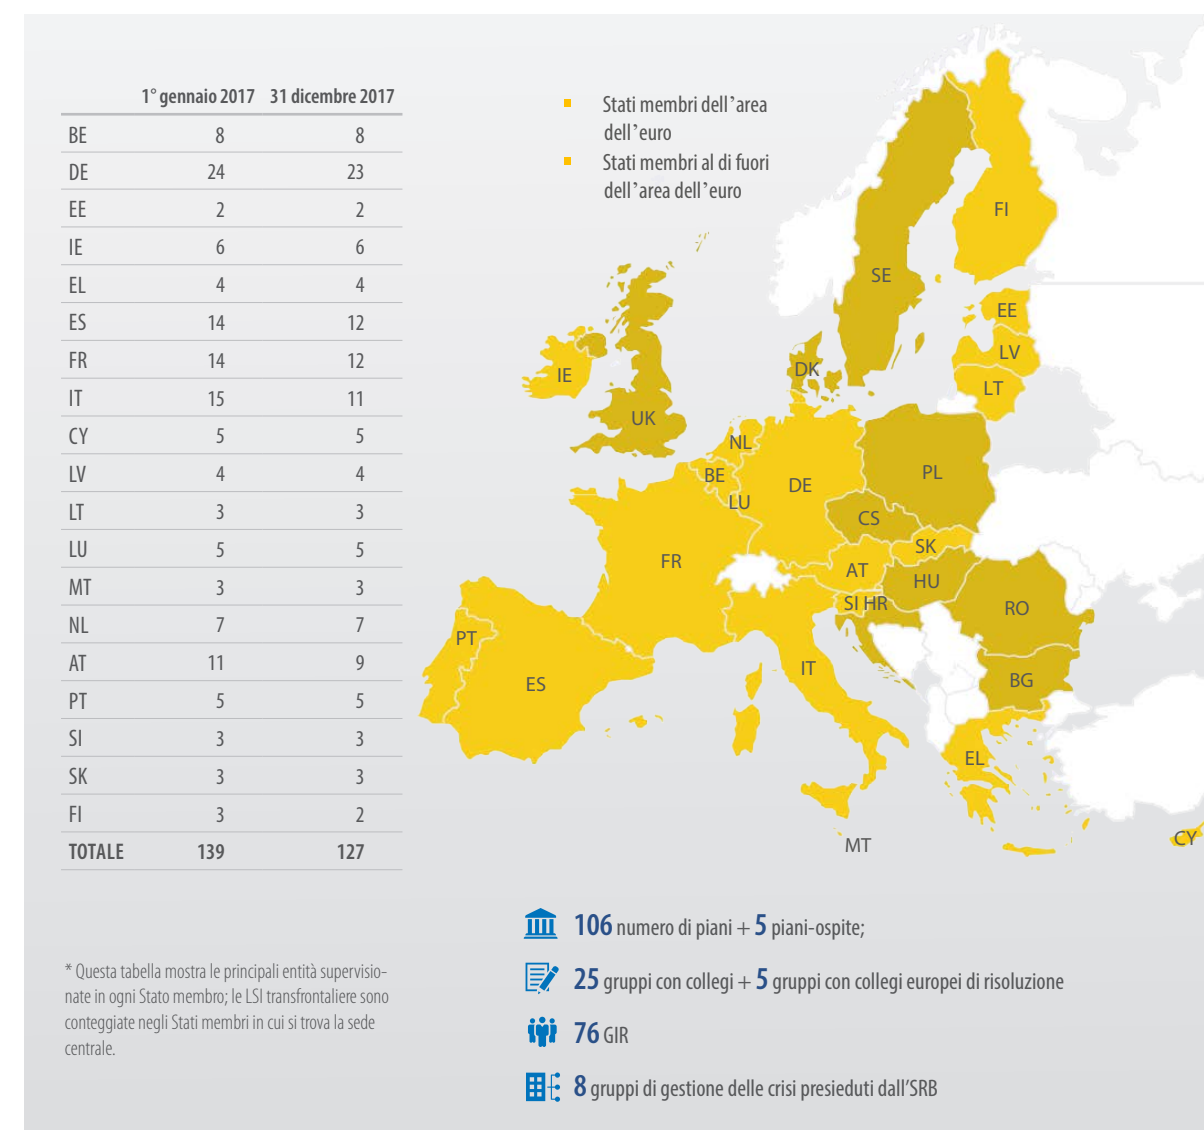 1° gennaio 2017 31 dicembre 2017
BE 8 8
DE 24 23
EE 2 2
IE 6 6
EL 4 4
ES 14 12
FR 14 12
IT 15 11
CY 5 5
LV 4 4
LT 3 3
LU 5 5
MT 3 3
NL 7 7
AT 11 9
PT 5 5
SI 3 3
SK 3 3
FI 3 2
TOTALE 139 127
* Questa tabella mostra le principali entità supervisio-
nate in ogni Stato membro; le LSI transfrontaliere sono
conteggiate negli Stati membri in cui si trova la sede
centrale.
Stati membri dell’area
dell’euro
Stati membri al di fuori
dell’area dell’euro
FI
SE
EE
LV
LT
DK
IE
UK
NL
BE
LU
DE
PL
CS
SK
FR
AT
HU
SI HR
RO
PT
ES
IT
BG
EL
MT
CY
106 numero di piani + 5 piani-ospite;
25 gruppi con collegi + 5 gruppi con collegi europei di risoluzione
76 GIR
8 gruppi di gestione delle crisi presieduti dall’SRB